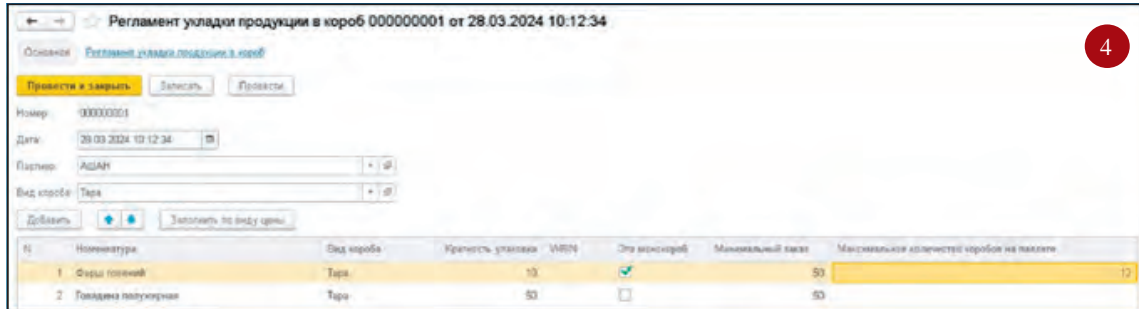 Регламент укладки продукции в короб 000000001 от 28.03.2024 10:12:34
4
Основное Регламент укладки продукции в короб
Провести и закрыть Записать Провести
Номер: 000000001
Дата: 28.03.2024 10:12:34
Партнер: АШАН
Вид короба: Тара
Добавить Заполнить по виду цены
N Номенклатура Вид короба Кратность упаковки WRIN Это монокороб Минимальный заказ Максимальное количество коробов на паллете
1 Фарш говяжий Тара 10 50 12
2 Говядина полужирная Тара 50 50